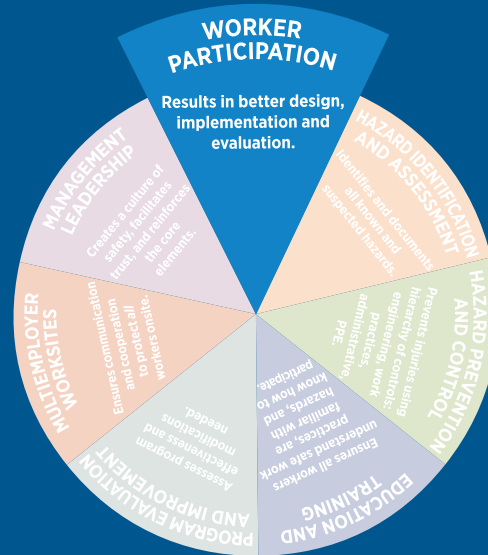 WORKER
PARTICIPATION
Results in better design,
implementation and
evaluation.
HAZARD IDENTIFICATION
AND ASSESSMENT
Identifies and documents
all known and
suspected hazards.
HAZARD PREVENTION
AND CONTROL
Prevents injuries using
hierarchy of controls:
engineering, work
practices,
administrative,
PPE.
EDUCATION AND
TRAINING
Ensures all workers
understand safe work
practices, are
familiar with
hazards, and
know how to
participate.
PROGRAM EVALUATION
AND IMPROVEMENT
Assesses program
effectiveness and
modifications
needed.
MULTIEMPLOYER
WORKSITES
Ensures communication
and cooperation
to protect all
workers onsite.
MANAGEMENT
LEADERSHIP
Creates a culture of
safety, facilitates
trust, and reinforces
the core
elements.